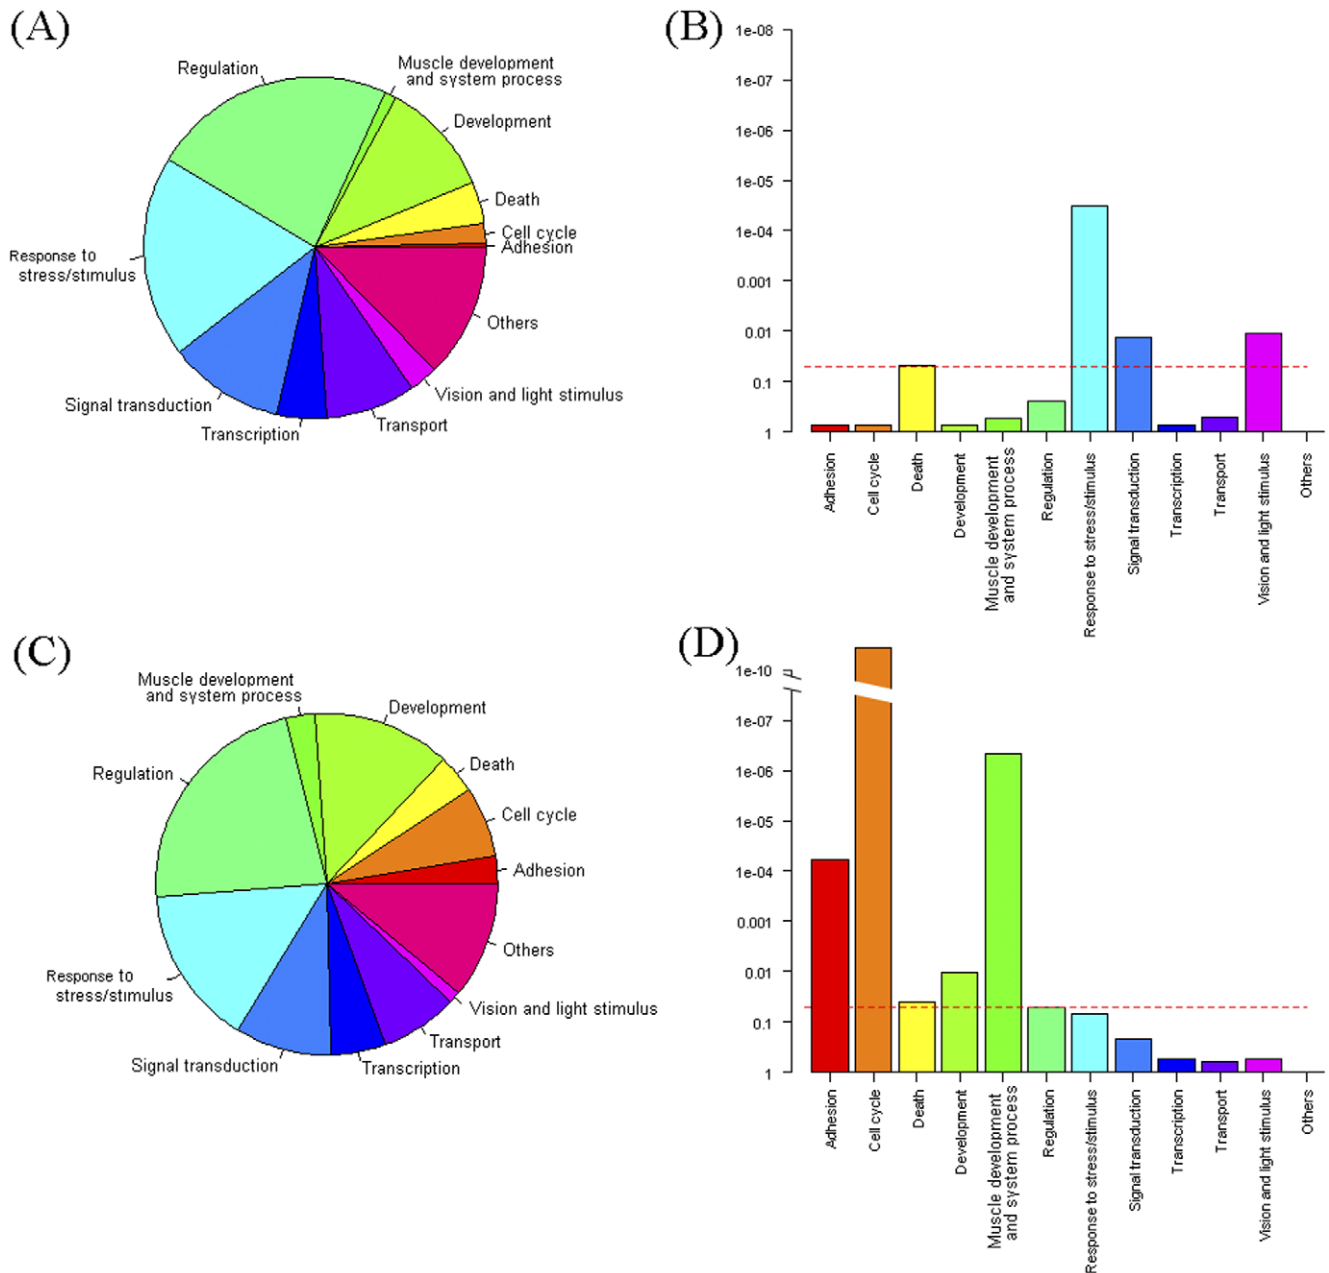 (A)
Regulation
Muscle development
and system process
Development
Death
Cell cycle
Adhesion
Response to
stress/stimulus
Others
Signal transduction
Vision and light stimulus
Transcription
Transport
(B)
1e-08
1e-07
1e-06
1e-05
1e-04
0.001
0.01
0.1
1
Adhesion
Cell cycle
Death
Development
Muscle development
and system process
Regulation
Response to stress/stimulus
Signal transduction
Transcription
Transport
Vision and light stimulus
Others
(C)
Muscle development
and system process
Development
Regulation
Death
Cell cycle
Adhesion
Response to
stress/stimulus
Others
Vision and light stimulus
Signal transduction
Transport
Transcription
(D)
1e-10
1e-07
1e-06
1e-05
1e-04
0.001
0.01
0.1
1
Adhesion
Cell cycle
Death
Development
Muscle development
and system process
Regulation
Response to stress/stimulus
Signal transduction
Transcription
Transport
Vision and light stimulus
Others